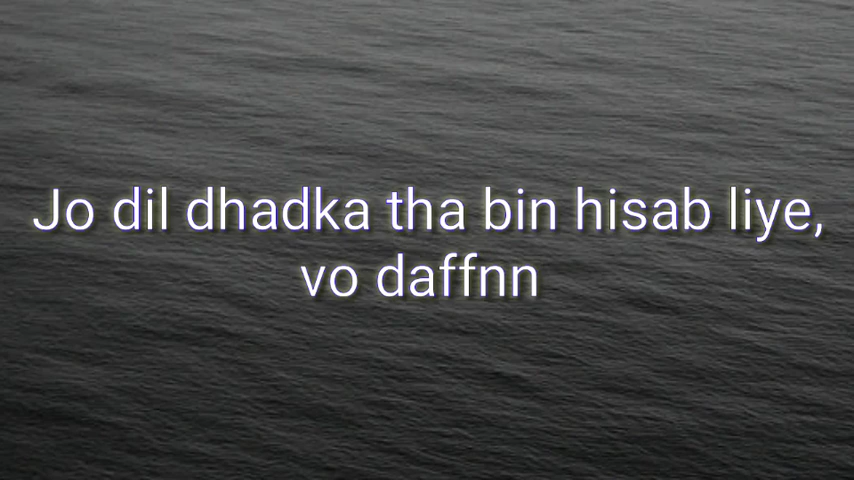 Jo dil dhadka tha bin hisab liye,
vo daffnn